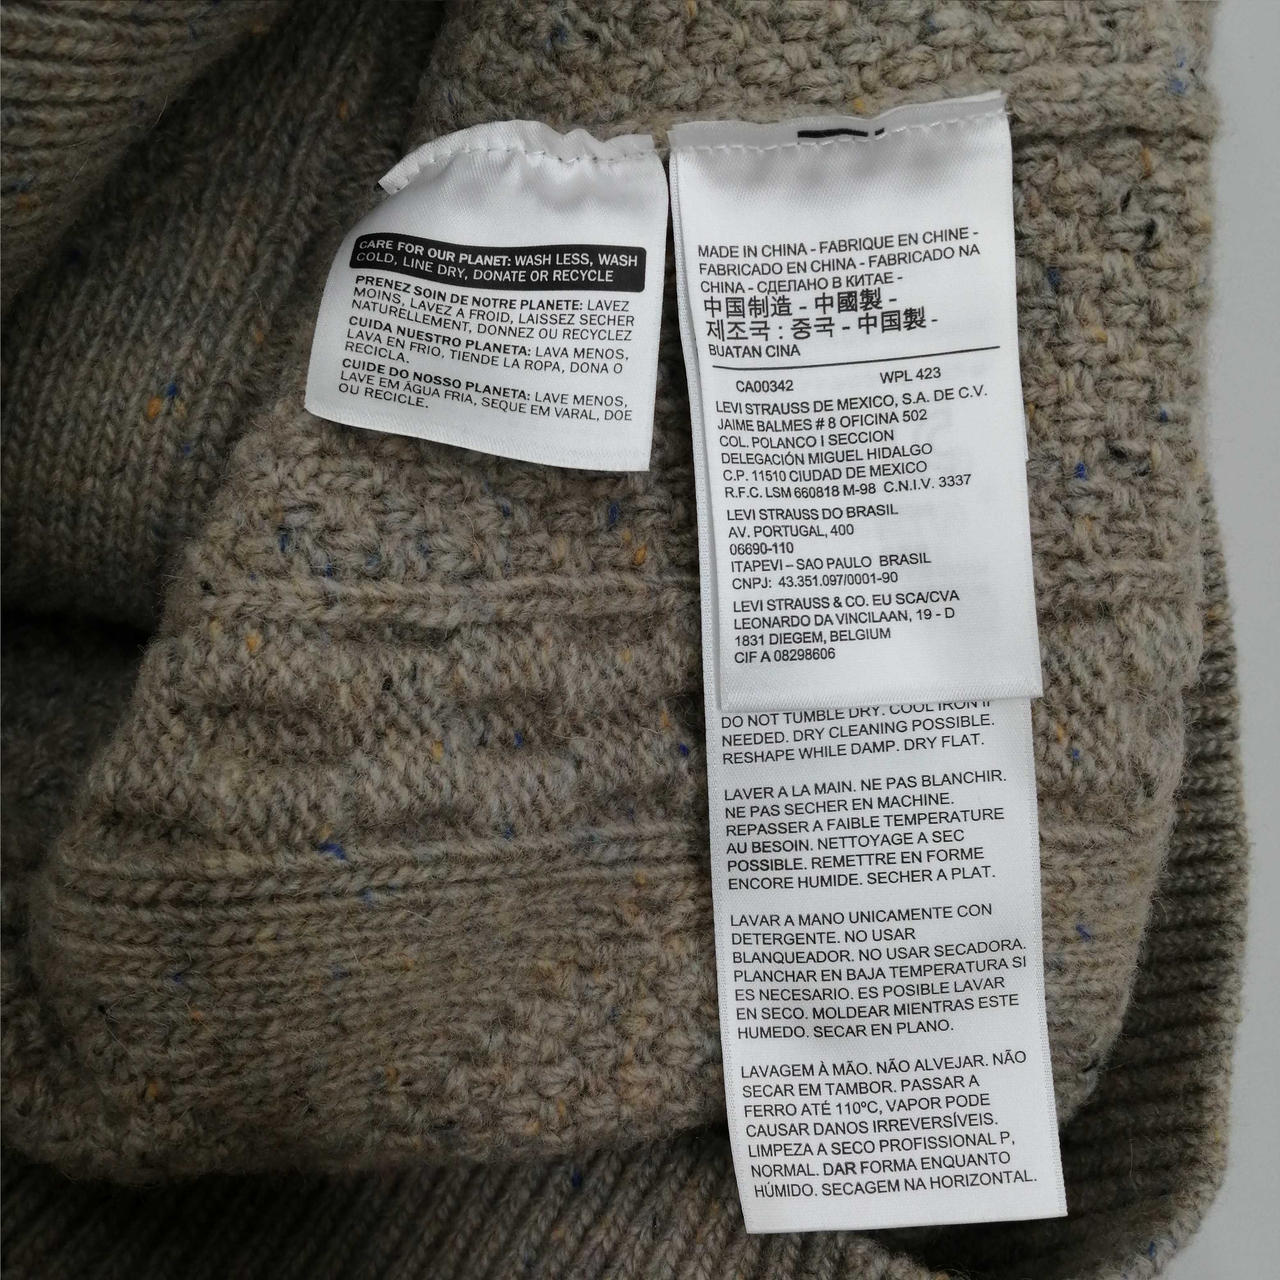 CARE FOR OUR PLANET: WASH LESS, WASH
COLD, LINE DRY, DONATE OR RECYCLE
PRENEZ SOIN DE NOTRE PLANETE: LAVEZ
MOINS, LAVEZ A FROID, LAISSEZ SECHER
NATURELLEMENT, DONNEZ OU RECYCLEZ
CUIDA NUESTRO PLANETA: LAVA MENOS,
LAVA EN FRIO, TIENDE LA ROPA, DONA O
RECICLA.
CUIDE DO NOSSO PLANETA: LAVE MENOS,
LAVE EM ÁGUA FRIA, SEQUE EM VARAL, DOE
OU RECICLE.
MADE IN CHINA - FABRIQUE EN CHINE -
FABRICADO EN CHINA - FABRICADO NA
CHINA - СДЕЛАНО В КИТАЕ -
中国制造 - 中國製 -
제조국 : 중국 - 中国製 -
BUATAN CINA
CA00342 WPL 423
LEVI STRAUSS DE MEXICO, S.A. DE C.V.
JAIME BALMES # 8 OFICINA 502
COL. POLANCO I SECCION
DELEGACIÓN MIGUEL HIDALGO
C.P. 11510 CIUDAD DE MEXICO
R.F.C. LSM 660818 M-98 C.N.I.V. 3337
LEVI STRAUSS DO BRASIL
AV. PORTUGAL, 400
06690-110
ITAPEVI – SAO PAULO BRASIL
CNPJ: 43.351.097/0001-90
LEVI STRAUSS & CO. EU SCA/CVA
LEONARDO DA VINCILAAN, 19 - D
1831 DIEGEM, BELGIUM
CIF A 08298606
DO NOT TUMBLE DRY. COOL IRON IF
NEEDED. DRY CLEANING POSSIBLE.
RESHAPE WHILE DAMP. DRY FLAT.
LAVER A LA MAIN. NE PAS BLANCHIR.
NE PAS SECHER EN MACHINE.
REPASSER A FAIBLE TEMPERATURE
AU BESOIN. NETTOYAGE A SEC
POSSIBLE. REMETTRE EN FORME
ENCORE HUMIDE. SECHER A PLAT.
LAVAR A MANO UNICAMENTE CON
DETERGENTE. NO USAR
BLANQUEADOR. NO USAR SECADORA.
PLANCHAR EN BAJA TEMPERATURA SI
ES NECESARIO. ES POSIBLE LAVAR
EN SECO. MOLDEAR MIENTRAS ESTE
HUMEDO. SECAR EN PLANO.
LAVAGEM À MÃO. NÃO ALVEJAR. NÃO
SECAR EM TAMBOR. PASSAR A
FERRO ATÉ 110ºC, VAPOR PODE
CAUSAR DANOS IRREVERSÍVEIS.
LIMPEZA A SECO PROFISSIONAL P,
NORMAL. DAR FORMA ENQUANTO
HÚMIDO. SECAGEM NA HORIZONTAL.